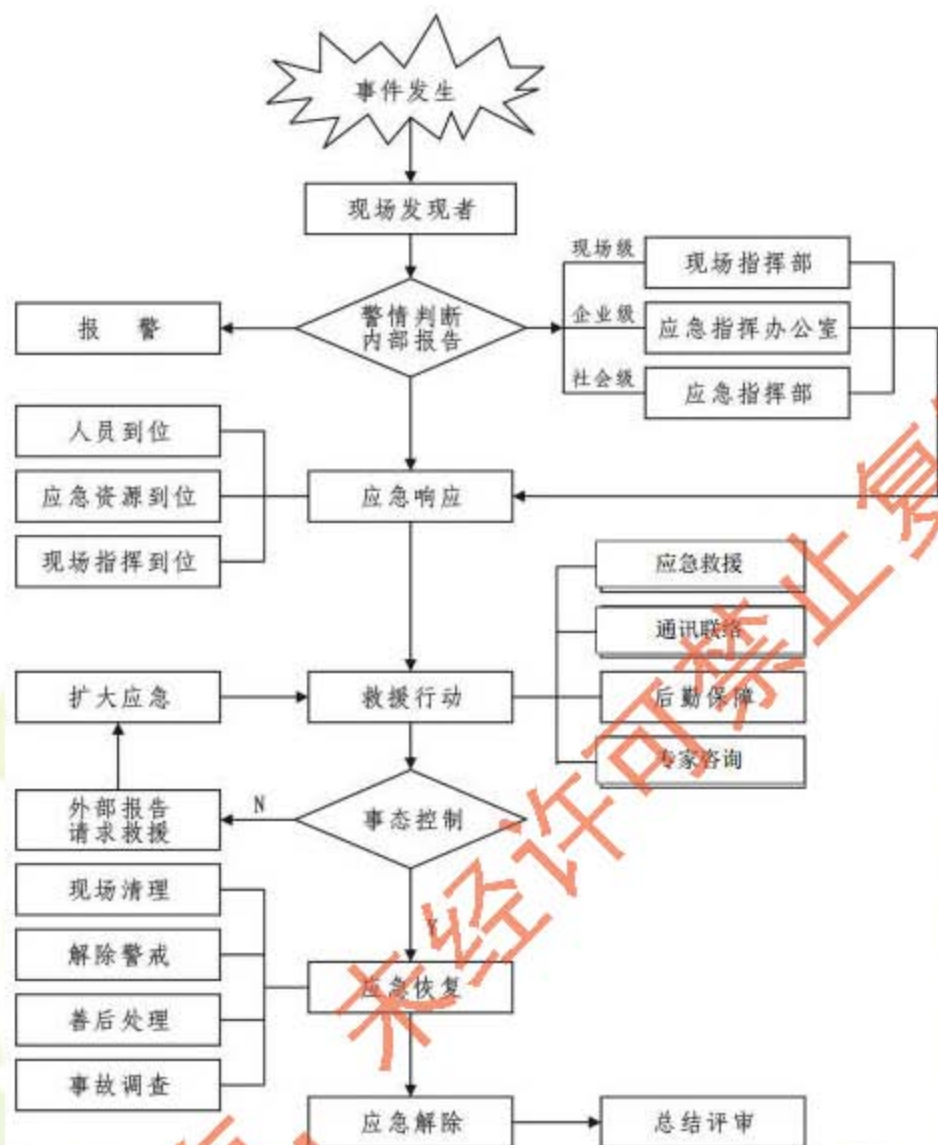 事件发生
现场发现者
现场级
现场指挥部
报 警
警情判断
内部报告
企业级
应急指挥办公室
社会级
应急指挥部
人员到位
应急资源到位
应急响应
现场指挥到位
应急救援
通讯联络
扩大应急
救援行动
后勤保障
专家咨询
外部报告
请求救援
N
事态控制
现场清理
Y
解除警戒
应急恢复
善后处理
事故调查
应急解除
总结评审
未经许可禁止复